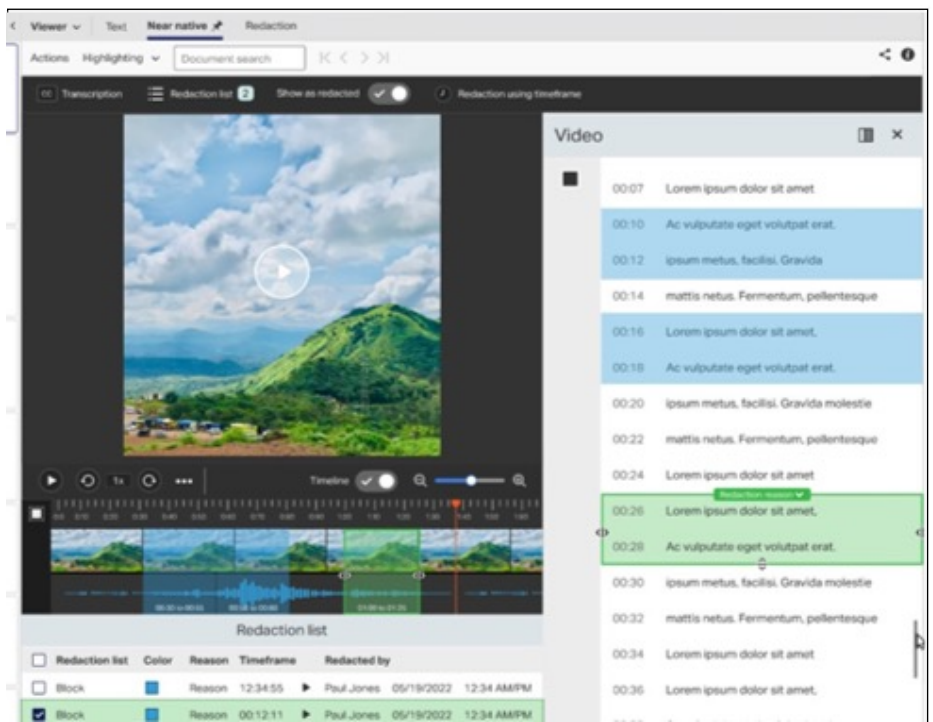 Viewer Text Near native Redaction
Actions Highlighting Document search
CC Transcription Redaction list 2 Show as redacted Redaction using timeframe
Video
00:07 Lorem ipsum dolor sit amet
00:10 Ac vulputate eget volutpat erat.
00:12 ipsum metus, facilisi. Gravida
00:14 mattis netus. Fermentum, pellentesque
00:16 Lorem ipsum dolor sit amet,
00:18 Ac vulputate eget volutpat erat.
00:20 ipsum metus, facilisi. Gravida molestie
00:22 mattis netus. Fermentum, pellentesque
00:24 Lorem ipsum dolor sit amet
Redaction reason
00:26 Lorem ipsum dolor sit amet,
00:28 Ac vulputate eget volutpat erat.
00:30 ipsum metus, facilisi. Gravida molestie
00:32 mattis netus. Fermentum, pellentesque
00:34 Lorem ipsum dolor sit amet
00:36 Lorem ipsum dolor sit amet,
1x Timeline
01:00 to 01:25
Redaction list
Redaction list Color Reason Timeframe Redacted by
Block Reason 12:34:55 Paul Jones 05/19/2022 12:34 AM/PM
Block Reason 00:12:11 Paul Jones 05/19/2022 12:34 AM/PM